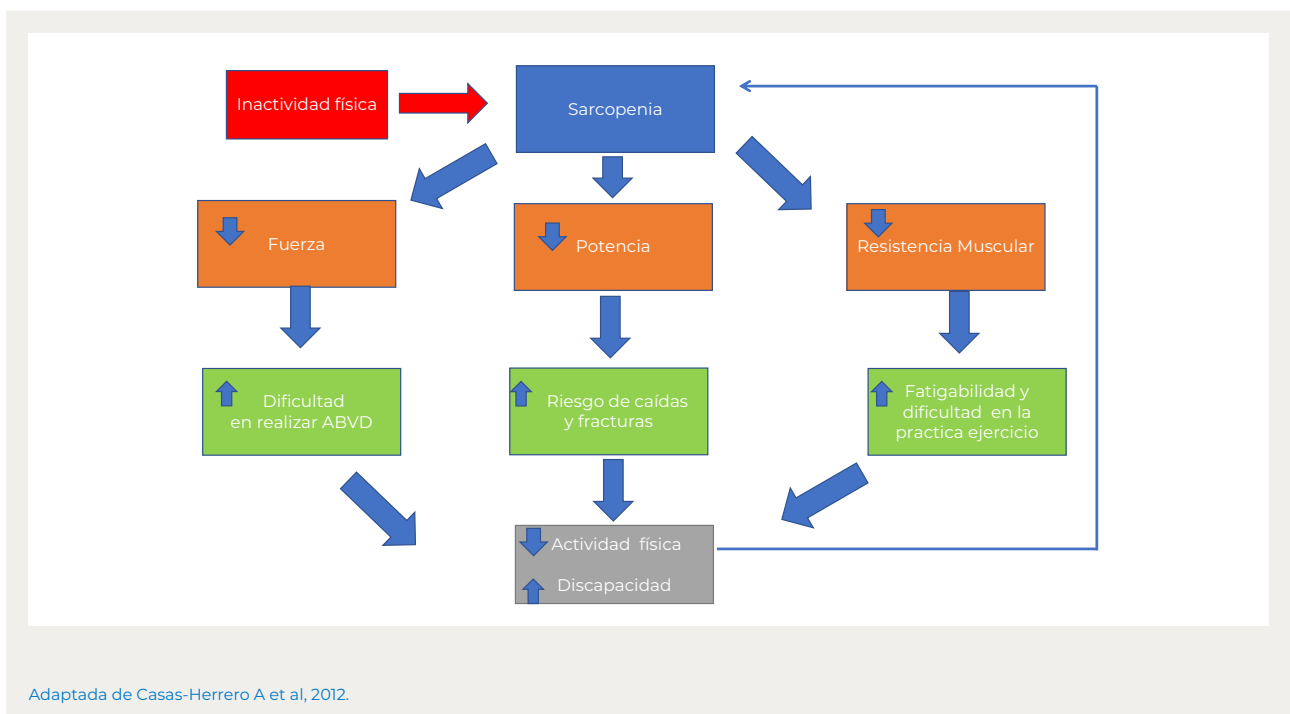 Inactividad física
Sarcopenia
Fuerza
Potencia
Resistencia Muscular
Dificultad
en realizar ABVD
Riesgo de caídas
y fracturas
Fatigabilidad y
dificultad en la
practica ejercicio
Actividad física
Discapacidad
Adaptada de Casas-Herrero A et al, 2012.